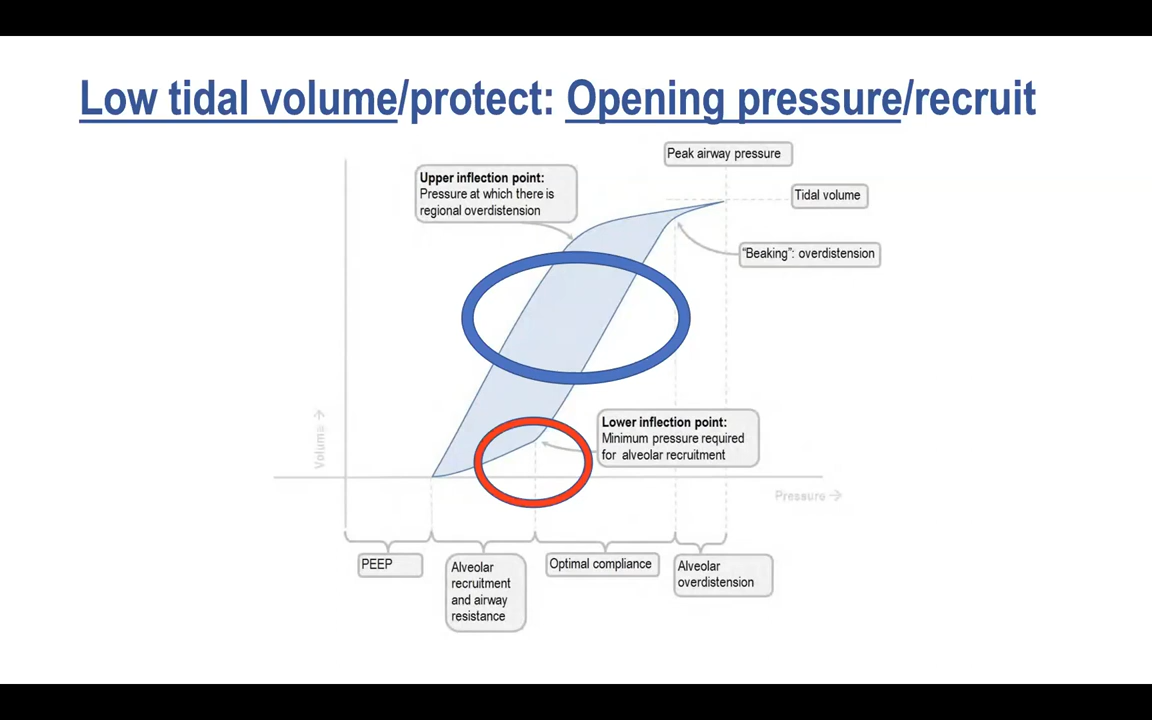 Low tidal volume/protect: Opening pressure/recruit
Peak airway pressure
Upper inflection point:
Pressure at which there is
regional overdistension
Tidal volume
"Beaking": overdistension
Lower inflection point:
Minimum pressure required
for alveolar recruitment
Volume →
Pressure →
PEEP
Alveolar
recruitment
and airway
resistance
Optimal compliance
Alveolar
overdistension